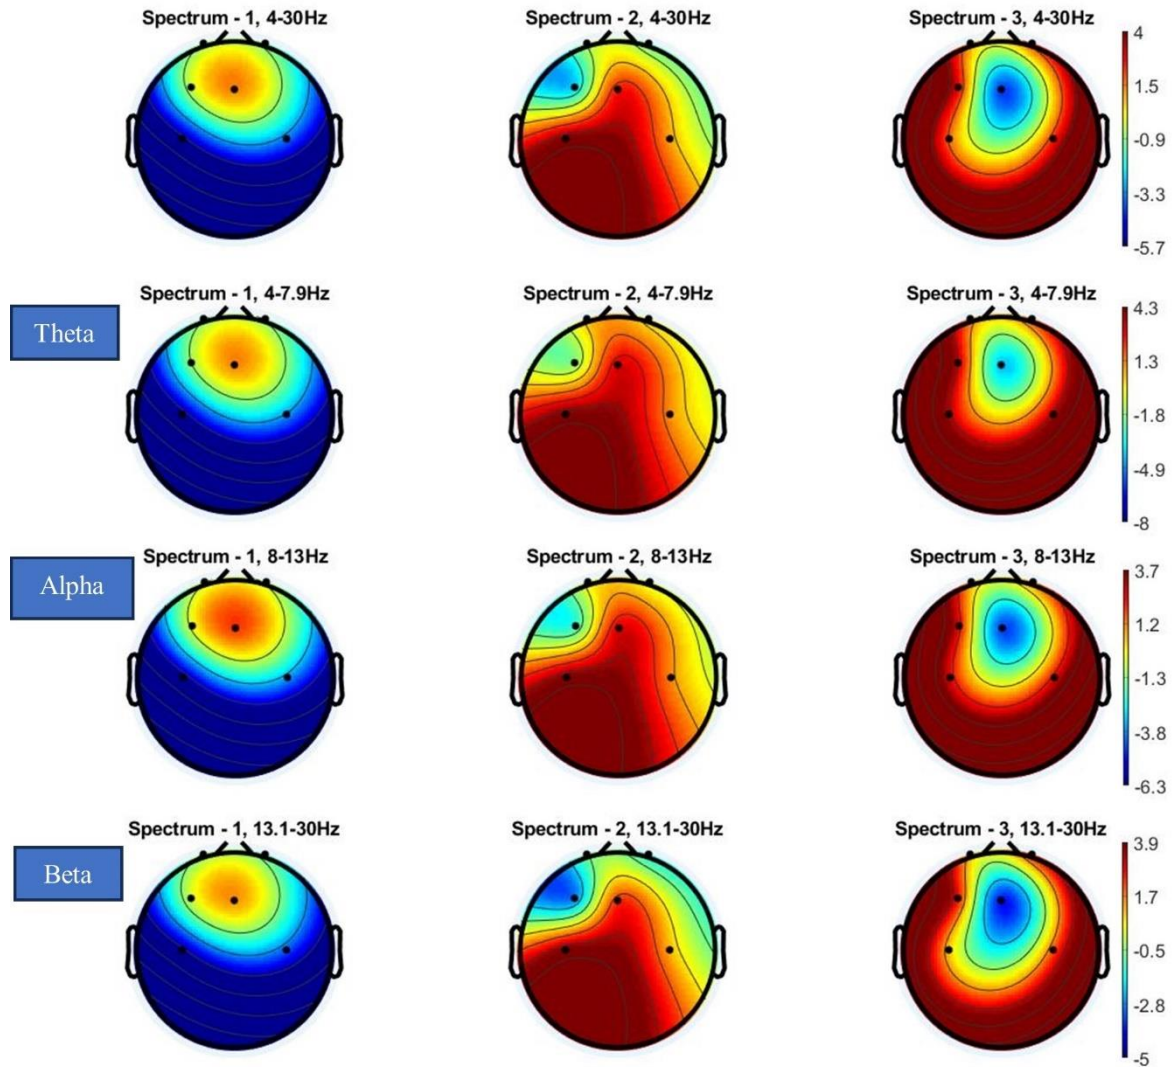 Spectrum - 1, 4-30Hz
Spectrum - 2, 4-30Hz
Spectrum - 3, 4-30Hz
4
1.5
-0.9
-3.3
-5.7
Theta
Spectrum - 1, 4-7.9Hz
Spectrum - 2, 4-7.9Hz
Spectrum - 3, 4-7.9Hz
4.3
1.3
-1.8
-4.9
-8
Alpha
Spectrum - 1, 8-13Hz
Spectrum - 2, 8-13Hz
Spectrum - 3, 8-13Hz
3.7
1.2
-1.3
-3.8
-6.3
Beta
Spectrum - 1, 13.1-30Hz
Spectrum - 2, 13.1-30Hz
Spectrum - 3, 13.1-30Hz
3.9
1.7
-0.5
-2.8
-5